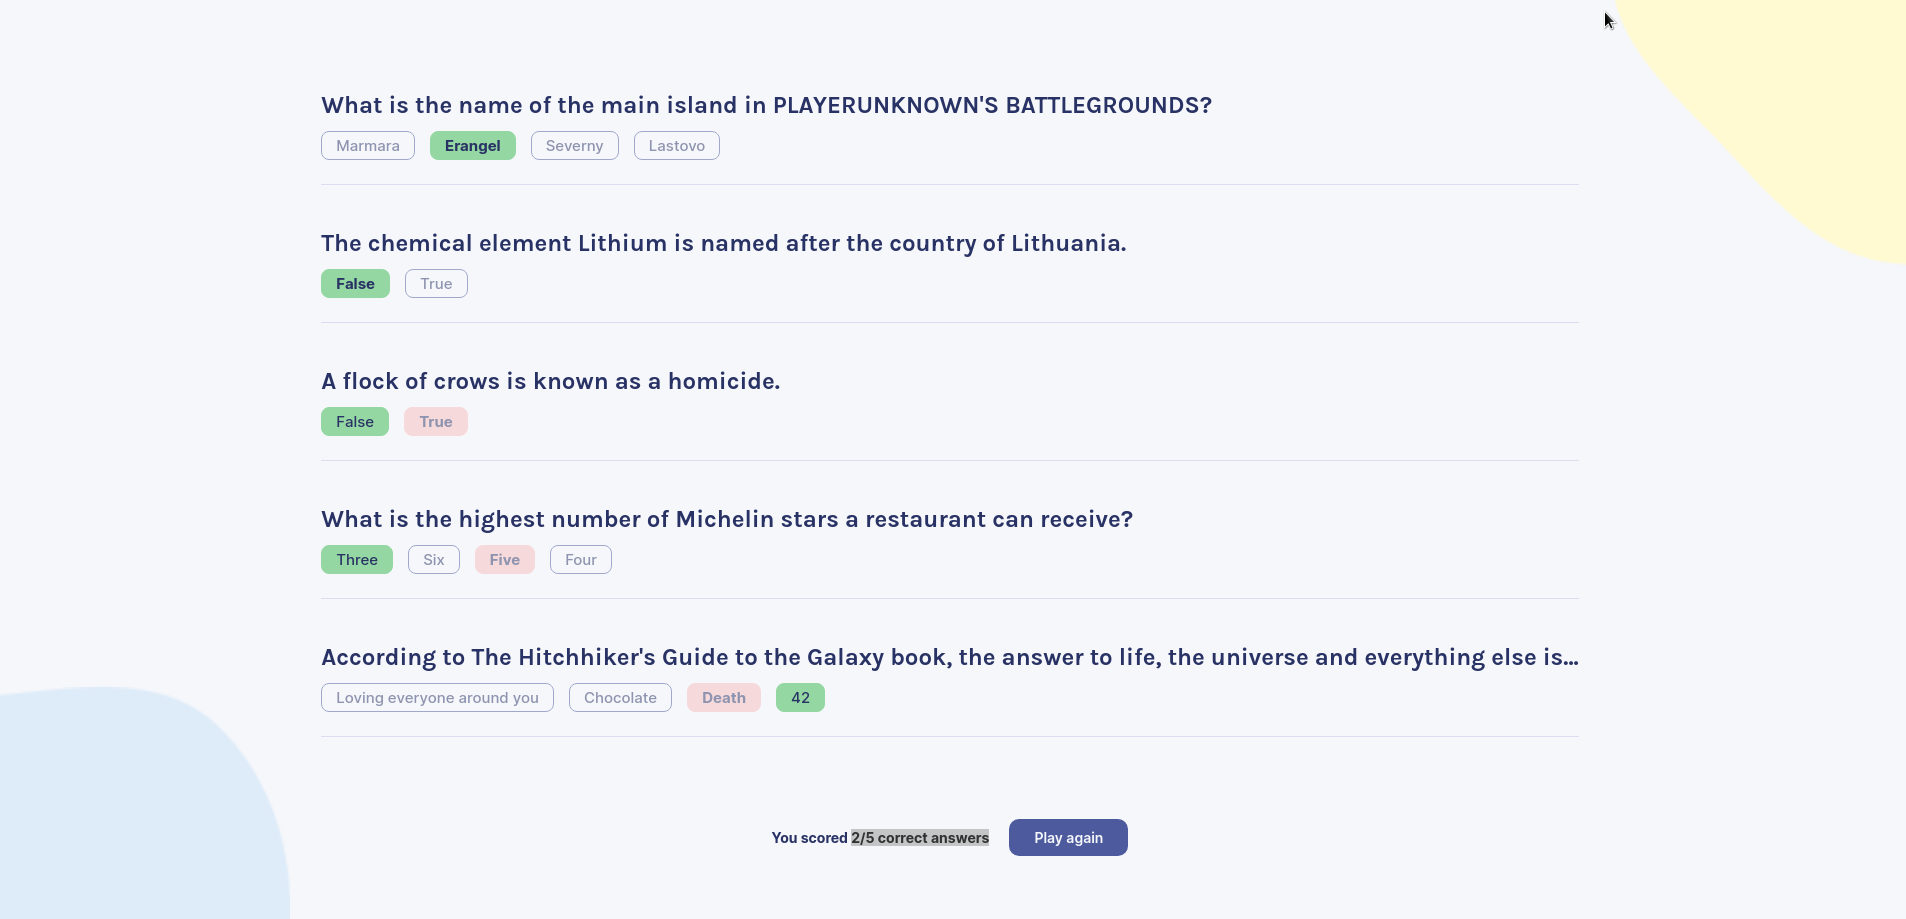 What is the name of the main island in PLAYERUNKNOWN'S BATTLEGROUNDS?
Marmara Erangel Severny Lastovo
The chemical element Lithium is named after the country of Lithuania.
False True
A flock of crows is known as a homicide.
False True
What is the highest number of Michelin stars a restaurant can receive?
Three Six Five Four
According to The Hitchhiker's Guide to the Galaxy book, the answer to life, the universe and everything else is...
Loving everyone around you Chocolate Death 42
You scored 2/5 correct answers Play again